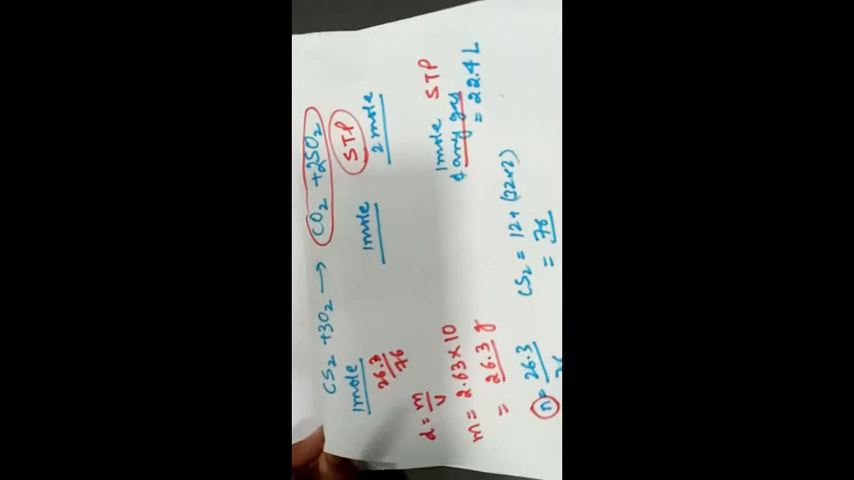 CS2 + 3O2 → CO2 + 2SO2
1mole 1mole 2mole
STP
26.3
76
d = m
v
m = 2.63 × 10
= 26.3 g
1mole STP
any gas
= 22.4 L
n = 26.3
CS2 = 12 + (32×2)
= 76